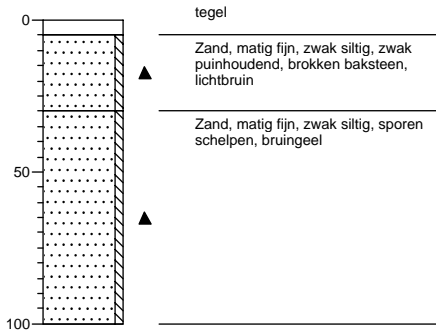 tegel
0
Zand, matig fijn, zwak siltig, zwak
puinhoudend, brokken baksteen,
lichtbruin
Zand, matig fijn, zwak siltig, sporen
schelpen, bruingeel
50
100